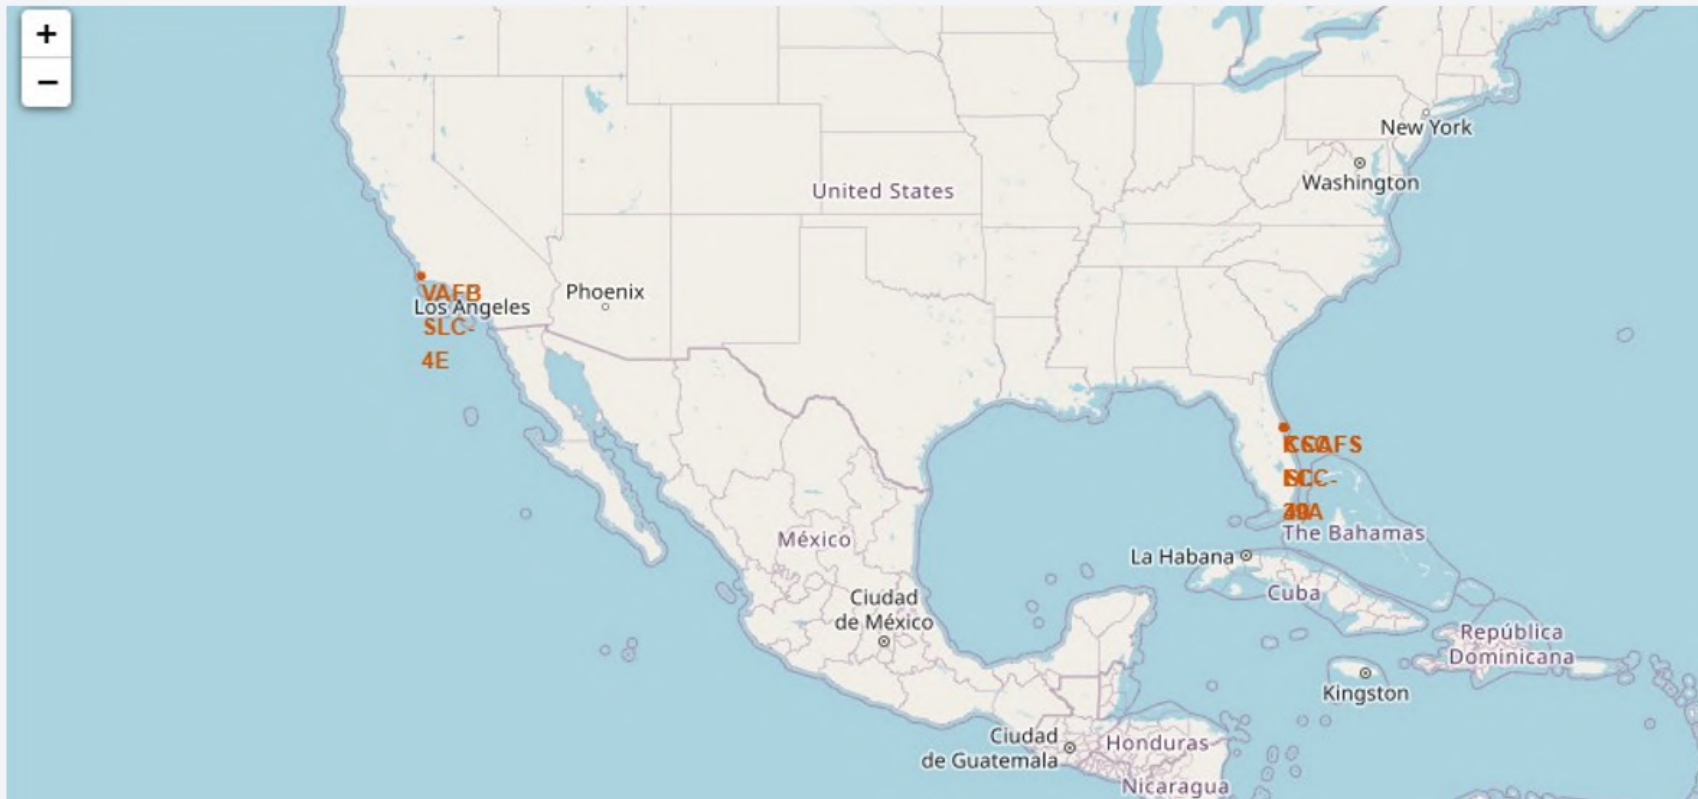 +
−
New York
Washington
United States
VAFB
Los Angeles
SLC-
4E
Phoenix
México
The Bahamas
La Habana
Cuba
Ciudad
de México
República
Dominicana
Kingston
Ciudad
de Guatemala
Honduras
Nicaragua